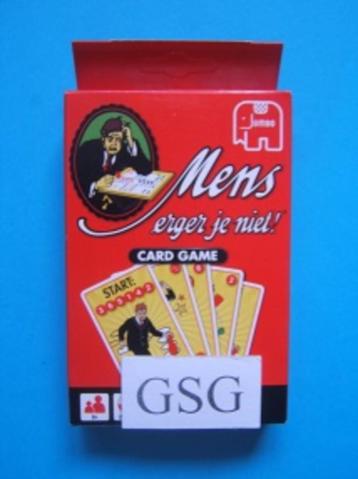 Jumbo
Mens
erger je niet!
CARD GAME
START:
GSG